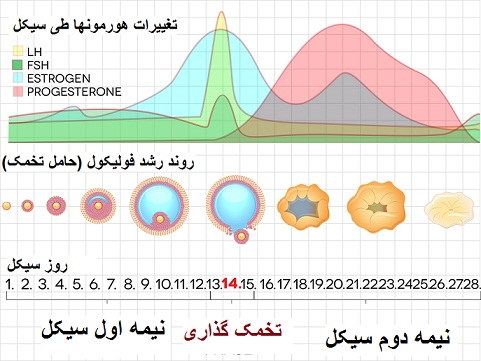 تغییرات هورمونها طی سیکل
LH
FSH
ESTROGEN
PROGESTERONE
روند رشد فولیکول (حامل تخمک)
روز سیکل
1. 2. 3. 4. 5. 6. 7. 8. 9. 10. 11. 12. 13. 14. 15. 16. 17. 18. 19. 20. 21. 22. 23. 24. 25. 26. 27. 28.
نیمه اول سیکل تخمک گذاری نیمه دوم سیکل